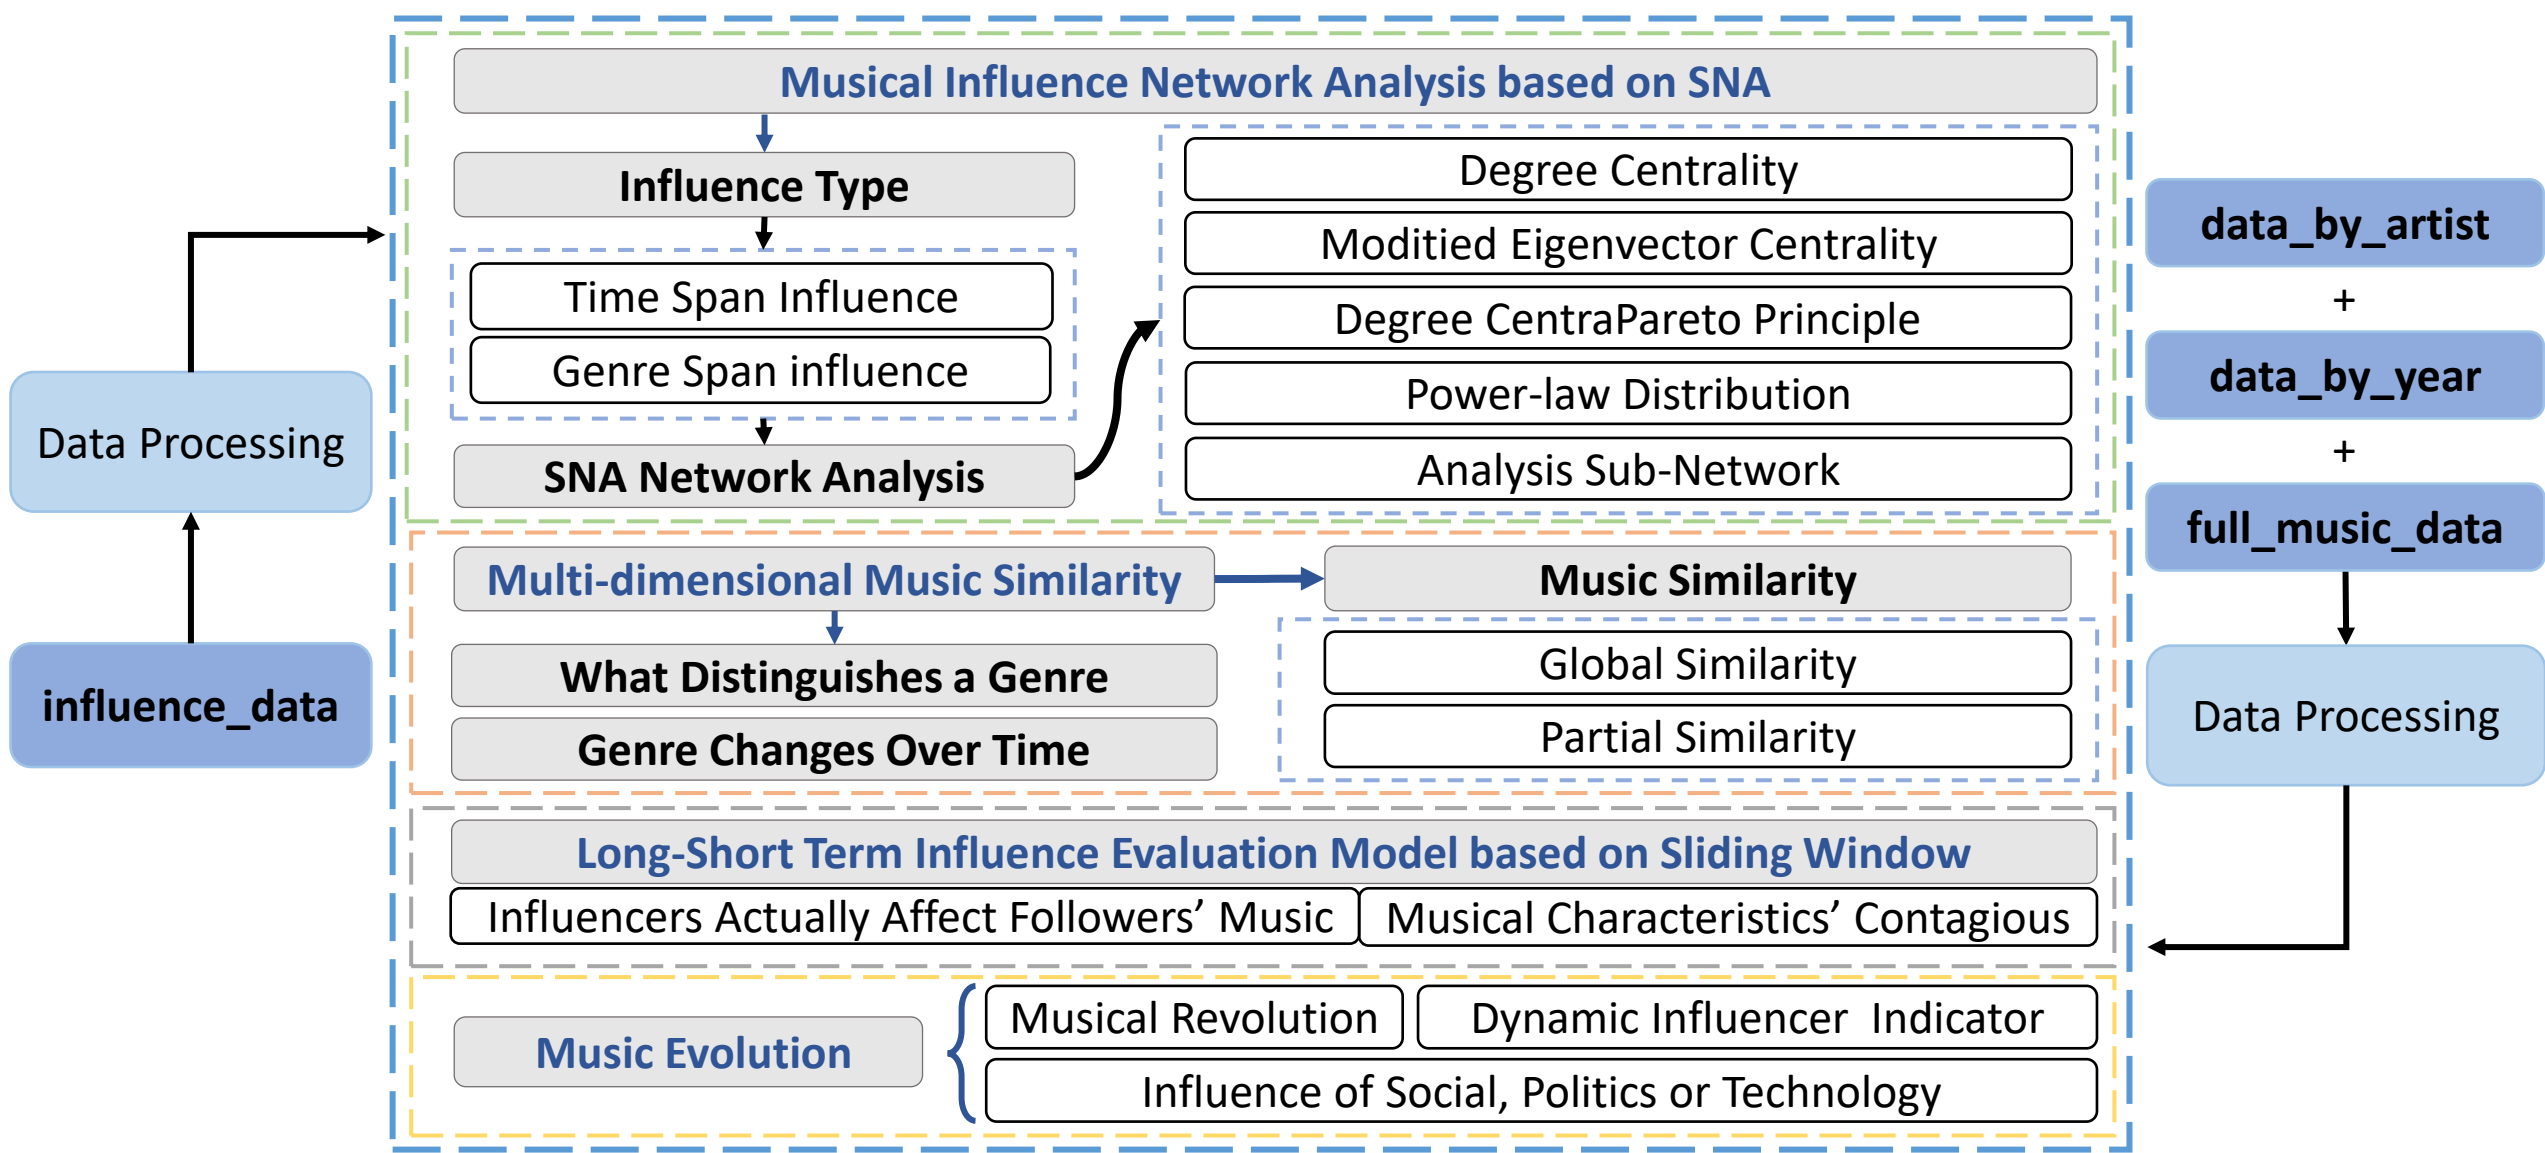 Musical Influence Network Analysis based on SNA
Influence Type
Time Span Influence
Genre Span influence
SNA Network Analysis
Degree Centrality
Moditied Eigenvector Centrality
Degree CentraPareto Principle
Power-law Distribution
Analysis Sub-Network
Data Processing
influence_data
Multi-dimensional Music Similarity
Music Similarity
What Distinguishes a Genre
Genre Changes Over Time
Global Similarity
Partial Similarity
Long-Short Term Influence Evaluation Model based on Sliding Window
Influencers Actually Affect Followers’ Music
Musical Characteristics’ Contagious
Music Evolution
Musical Revolution
Dynamic Influencer Indicator
Influence of Social, Politics or Technology
data_by_artist
+
data_by_year
+
full_music_data
Data Processing